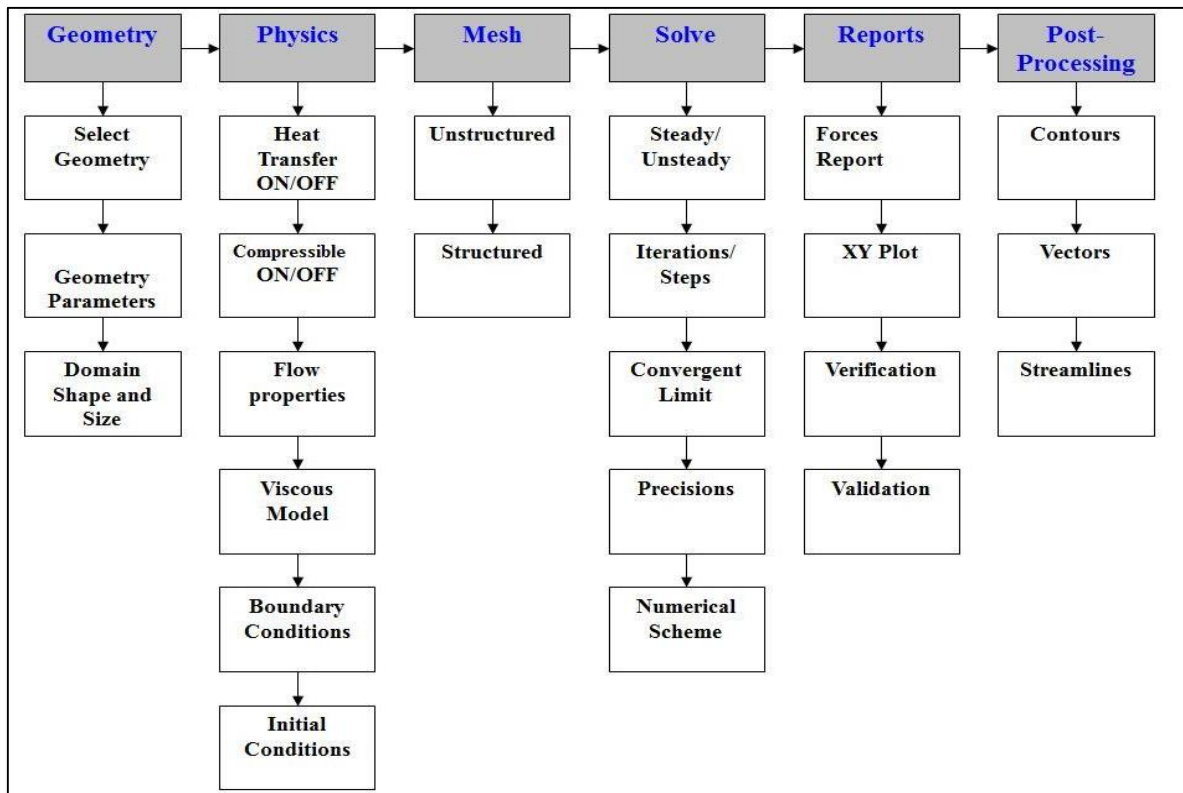 Geometry
Physics
Mesh
Solve
Reports
Post-
Processing
Select
Geometry
Geometry
Parameters
Domain
Shape and
Size
Heat
Transfer
ON/OFF
Compressible
ON/OFF
Flow
properties
Viscous
Model
Boundary
Conditions
Initial
Conditions
Unstructured
Structured
Steady/
Unsteady
Iterations/
Steps
Convergent
Limit
Precisions
Numerical
Scheme
Forces
Report
XY Plot
Verification
Validation
Contours
Vectors
Streamlines